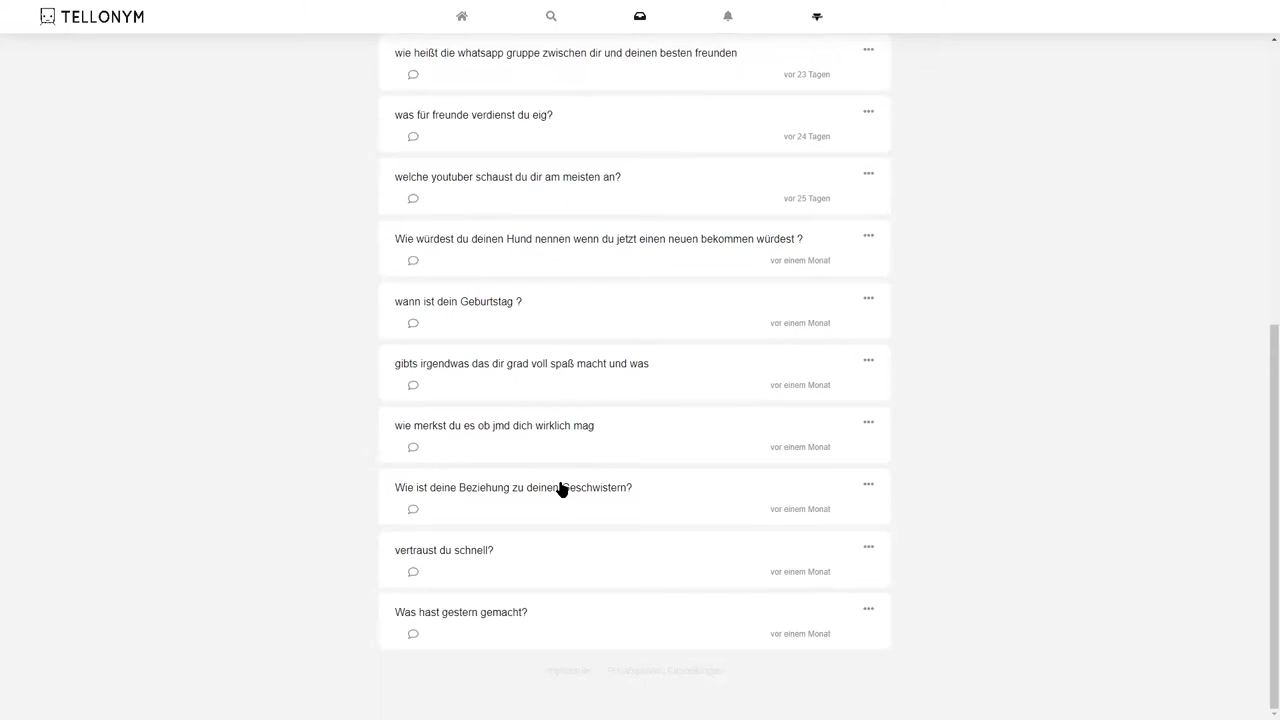 TELLONYM
wie heißt die whatsapp gruppe zwischen dir und deinen besten freunden
vor 23 Tagen
was für freunde verdienst du eig?
vor 24 Tagen
welche youtuber schaust du dir am meisten an?
vor 25 Tagen
Wie würdest du deinen Hund nennen wenn du jetzt einen neuen bekommen würdest ?
vor einem Monat
wann ist dein Geburtstag ?
vor einem Monat
gibts irgendwas das dir grad voll spaß macht und was
vor einem Monat
wie merkst du es ob jmd dich wirklich mag
vor einem Monat
Wie ist deine Beziehung zu deinen Geschwistern?
vor einem Monat
vertraust du schnell?
vor einem Monat
Was hast gestern gemacht?
vor einem Monat